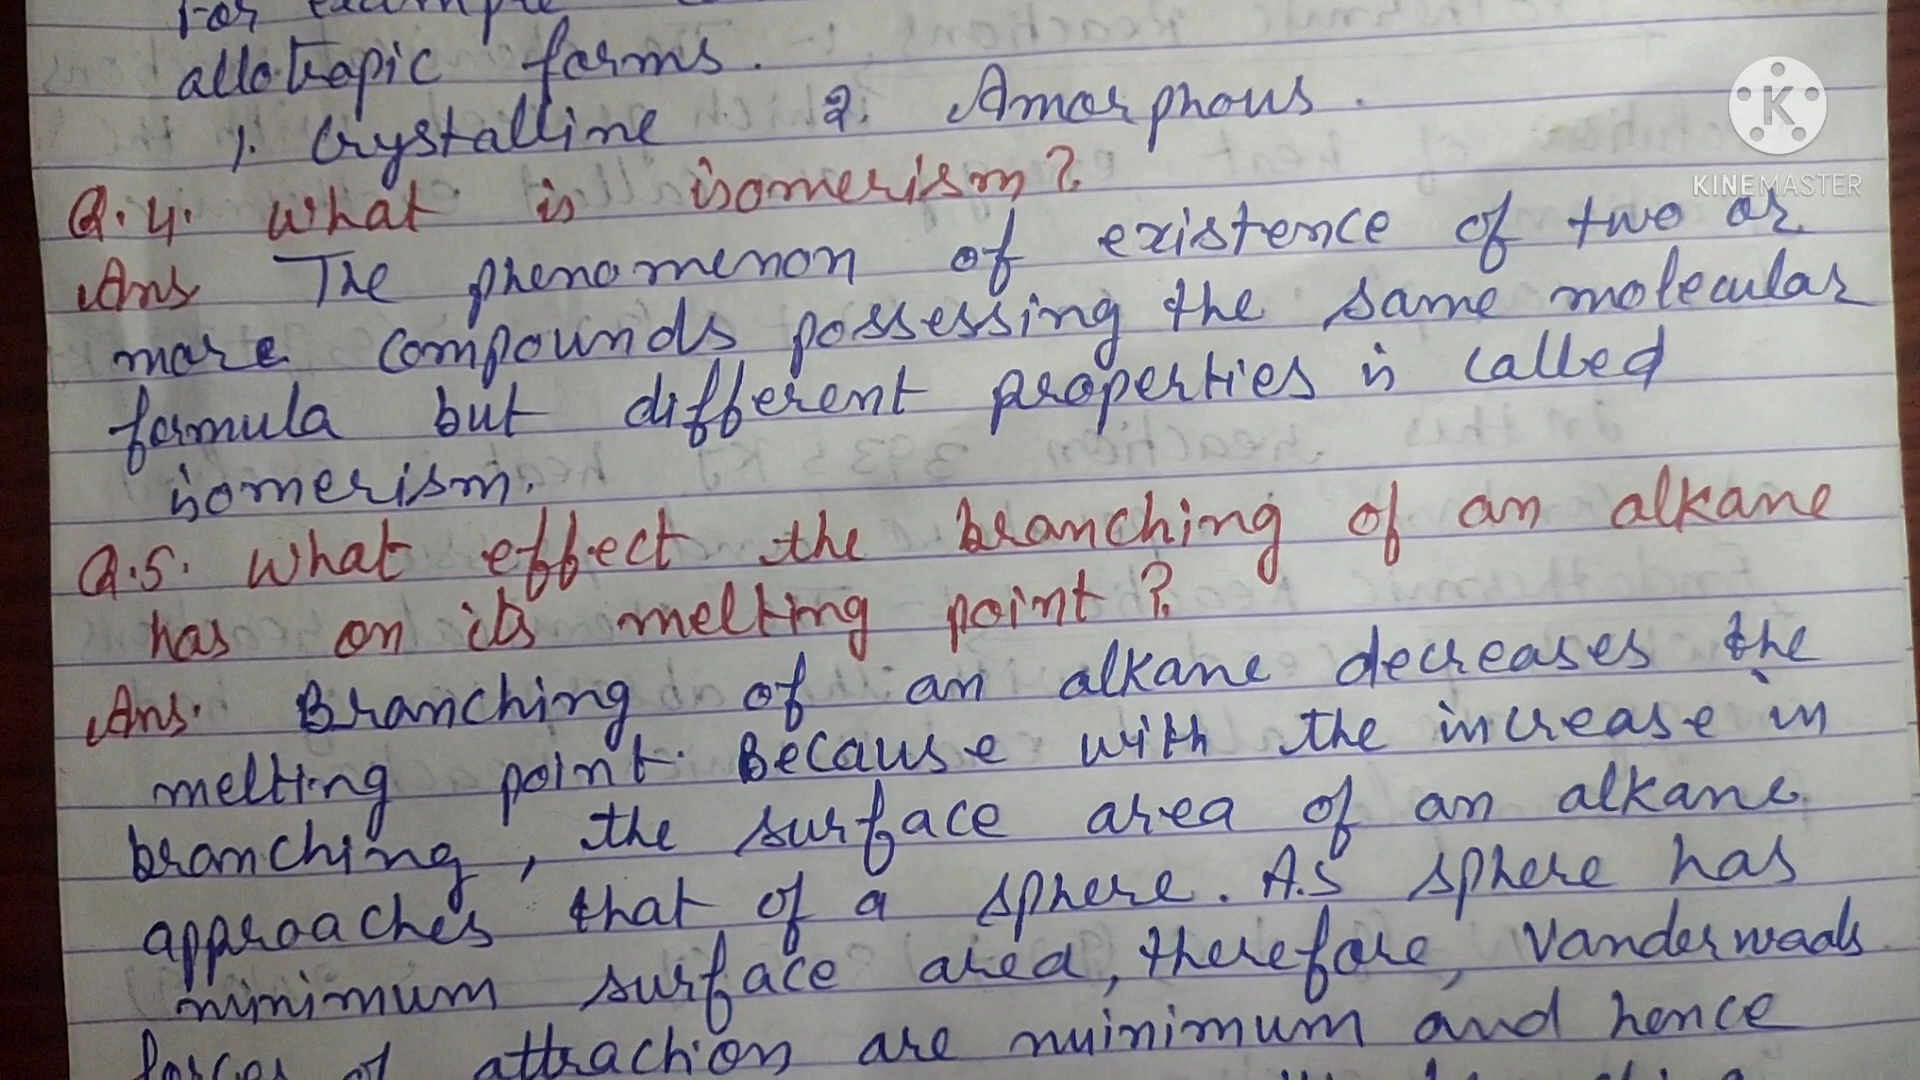 For example
allotropic forms.
1. Crystalline 2. Amorphous.
KINEMASTER
Q.4. What is isomerism?
Ans The phenomenon of existence of two or
more compounds possessing the same molecular
formula but different properties is called
isomerism.
Q.5. What effect the branching of an alkane
has on its melting point?
Ans. Branching of an alkane decreases the
melting point. Because with the increase in
branching, the surface area of an alkane
approaches that of a sphere. As sphere has
minimum surface area, therefore, Vanderwaals
forces of attraction are minimum and hence